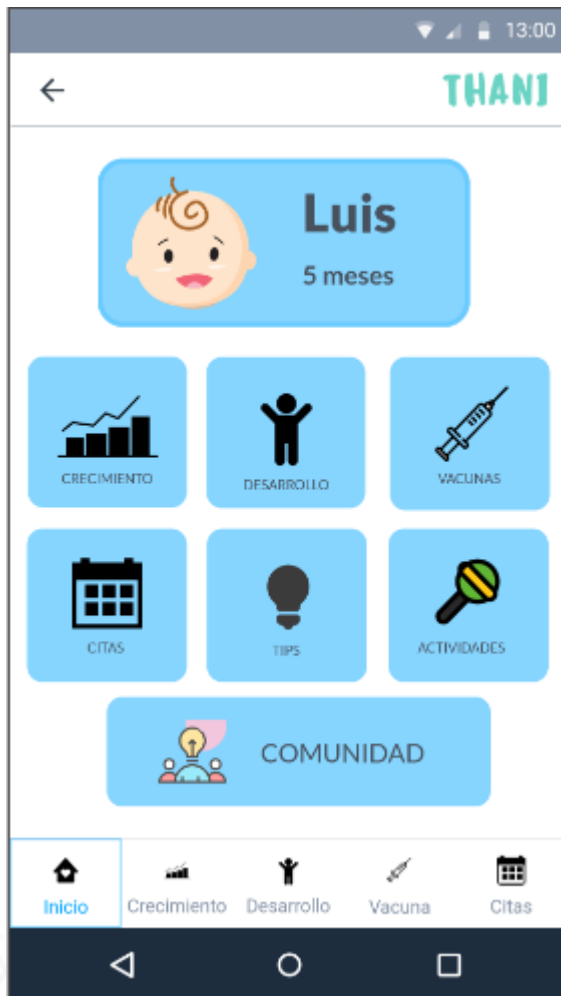 13:00
THANI
Luis
5 meses
CRECIMIENTO
DESARROLLO
VACUNAS
CITAS
TIPS
ACTIVIDADES
COMUNIDAD
Inicio
Crecimiento
Desarrollo
Vacuna
Citas